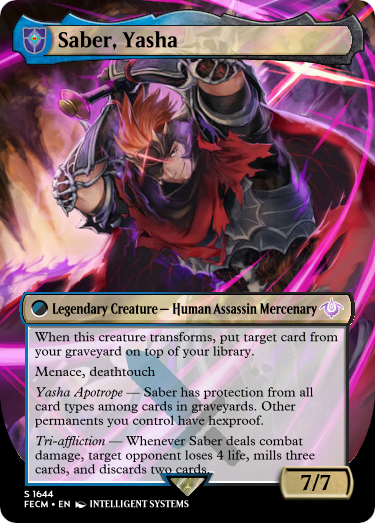 Saber, Yasha
Legendary Creature — Human Assassin Mercenary
When this creature transforms, put target card from
your graveyard on top of your library.
Menace, deathtouch
Yasha Apotrope — Saber has protection from all
card types among cards in graveyards. Other
permanents you control have hexproof.
Tri-affliction — Whenever Saber deals combat
damage, target opponent loses 4 life, mills three
cards, and discards two cards.
7/7
S 1644
FECM • EN INTELLIGENT SYSTEMS